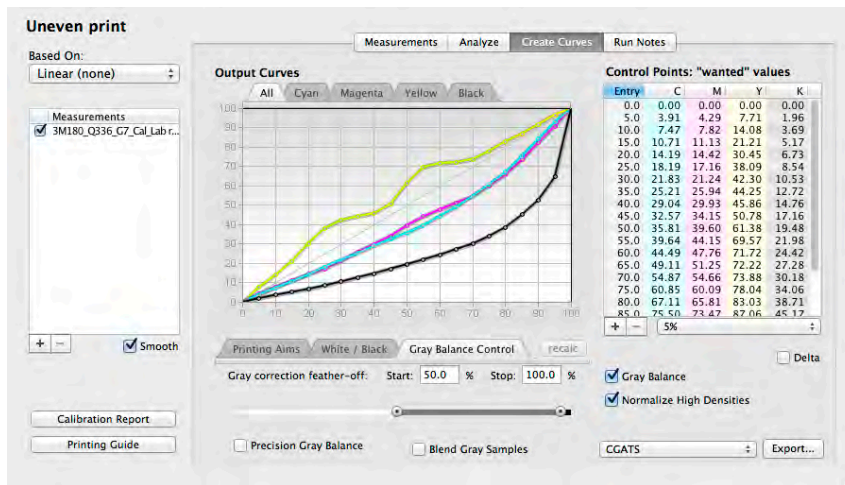 Uneven print
Based On:
Linear (none)
Measurements
3M180_Q336_G7_Cal_Lab r...
+ −
Smooth
Calibration Report
Printing Guide
Measurements Analyze Create Curves Run Notes
Output Curves
All Cyan Magenta Yellow Black
100
90
80
70
60
50
40
30
20
10
0
0 10 20 30 40 50 60 70 80 90 100
Printing Aims White / Black Gray Balance Control recalc
Gray correction feather-off: Start: 50.0 % Stop: 100.0 %
Precision Gray Balance Blend Gray Samples
Control Points: "wanted" values
Entry C M Y K
0.0 0.00 0.00 0.00 0.00
5.0 3.91 4.29 7.71 1.96
10.0 7.47 7.82 14.08 3.69
15.0 10.71 11.13 21.21 5.17
20.0 14.19 14.42 30.45 6.73
25.0 18.19 17.16 38.09 8.54
30.0 21.83 21.24 42.30 10.53
35.0 25.21 25.94 44.25 12.72
40.0 29.04 29.93 45.86 14.76
45.0 32.57 34.15 50.78 17.16
50.0 35.81 39.60 61.38 19.48
55.0 39.64 44.15 69.57 21.98
60.0 44.49 47.76 71.72 24.42
65.0 49.11 51.25 72.22 27.28
70.0 54.87 54.66 73.88 30.18
75.0 60.85 60.09 78.04 34.06
80.0 67.11 65.81 83.03 38.71
85.0 75.50 73.47 87.06 45.17
+ − 5%
Delta
Gray Balance
Normalize High Densities
CGATS Export...